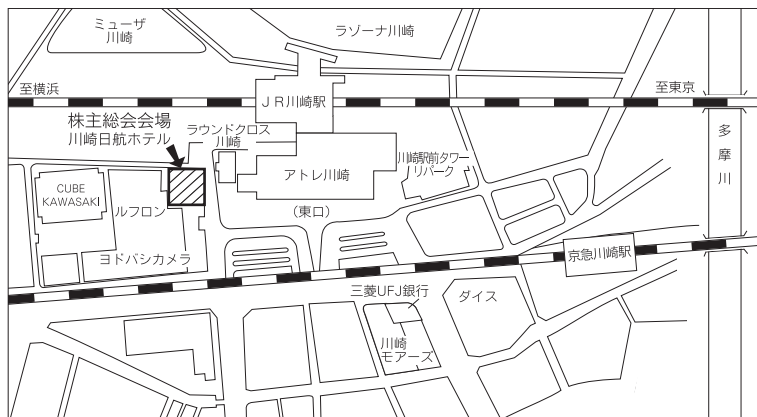 ミューザ
川崎
ラゾーナ川崎
至横浜
JR川崎駅
至東京
株主総会会場
川崎日航ホテル
ラウンドクロス
川崎
アトレ川崎
川崎駅前タワー
リパーク
多摩川
CUBE
KAWASAKI
ルフロン
(東口)
ヨドバシカメラ
京急川崎駅
三菱UFJ銀行
ダイス
川崎
モアーズ